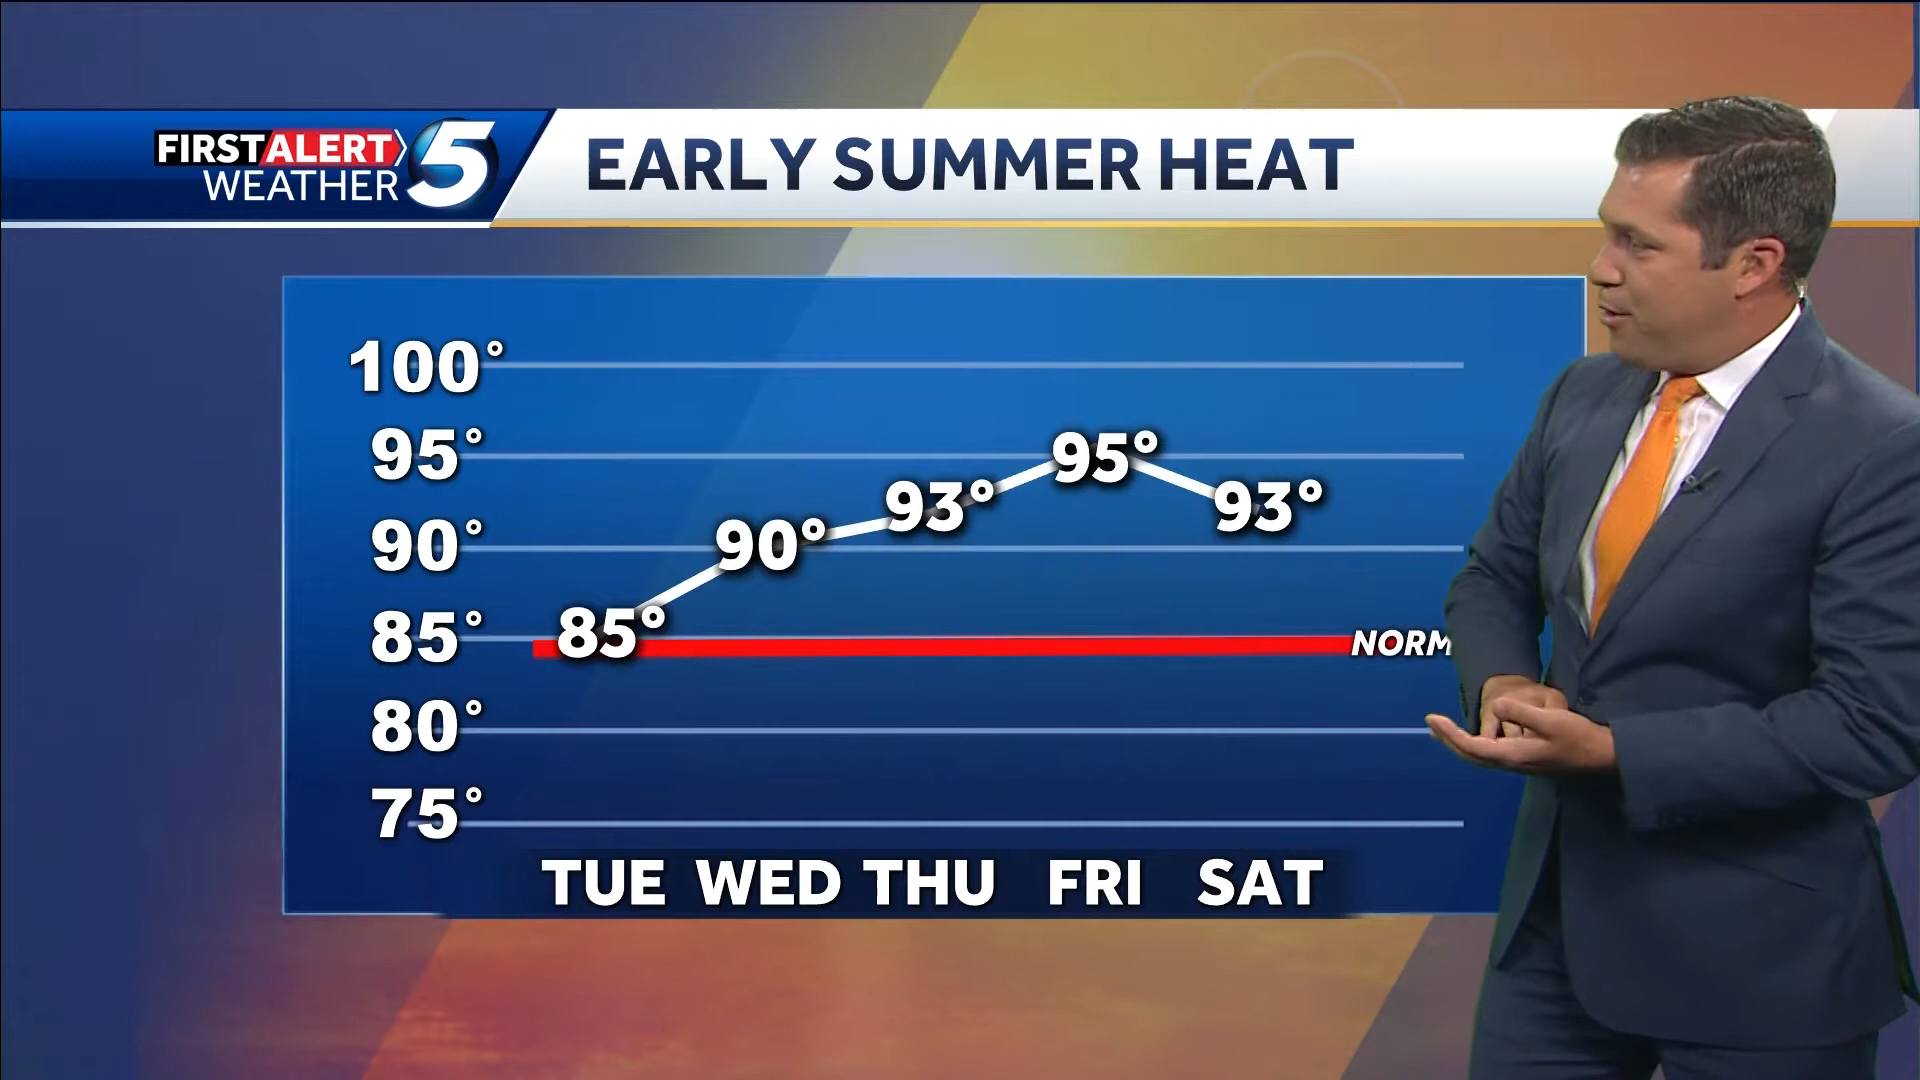 FIRST ALERT 5
WEATHER
EARLY SUMMER HEAT
100°
95°
90°
85°
80°
75°
85°
90°
93°
95°
93°
NORM
TUE WED THU FRI SAT